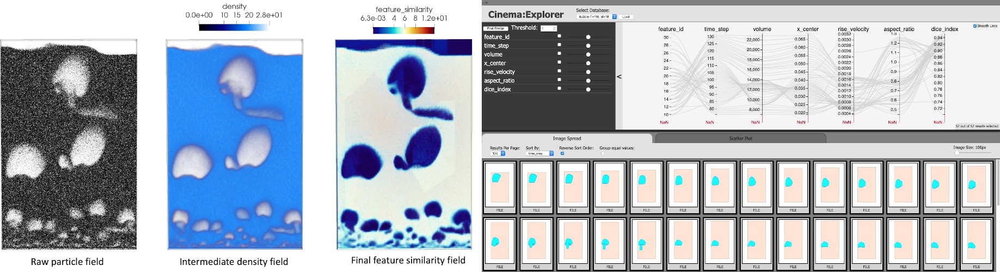 density
0.0e+00 10 15 20 2.8e+01
feature_similarity
6.3e-03 4 6 8 1.2e+01
Raw particle field
Intermediate density field
Final feature similarity field
-->
Cinema:Explorer
Select Database:
Bubble T=116, id=18
Load
Find Similar
Threshold: 1
feature_id
time_step
volume
x_center
rise_velocity
aspect_ratio
dice_index
<
feature_id time_step volume x_center rise_velocity aspect_ratio dice_index
Smooth Lines
30
28
26
24
22
20
18
16
14
12
10
NaN
130
125
120
115
110
105
100
95
90
85
80
NaN
22,000
20,000
18,000
16,000
14,000
12,000
10,000
8,000
NaN
0.065
0.060
0.055
0.050
0.045
0.040
0.035
0.030
0.025
0.020
NaN
0.0032
0.0030
0.0028
0.0026
0.0024
0.0022
0.0020
0.0018
0.0016
0.0014
0.0012
0.0010
0.0008
0.0006
0.0004
NaN
1.3
1.2
1.1
1.0
0.9
0.8
0.7
0.6
0.5
NaN
0.94
0.92
0.90
0.88
0.86
0.84
0.82
0.80
0.78
0.76
0.74
0.72
NaN
57 out of 57 results selected
Image Spread
Scatter Plot
Results Per Page: Sort By: Reverse Sort Order: Group equal values:
100 time_step
Image Size: 100px
FILE FILE FILE FILE FILE FILE FILE FILE FILE FILE FILE FILE FILE FILE
FILE FILE FILE FILE FILE FILE FILE FILE FILE FILE FILE FILE FILE FILE